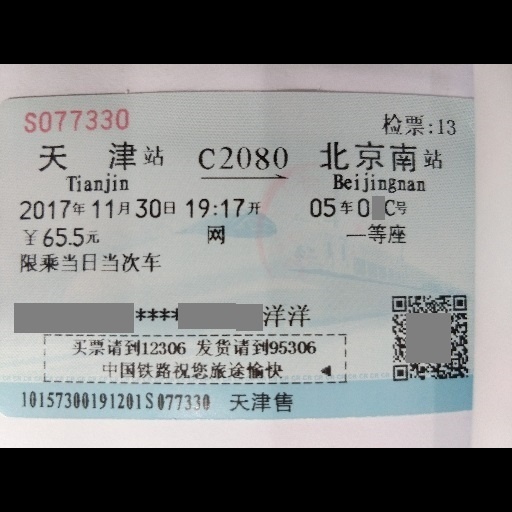 S077330
检票:13
天津站 C2080 北京南站
Tianjin Beijingnan
2017年11月30日 19:17开 05车0C号
¥65.5元 网 一等座
限乘当日当次车
****洋洋
买票请到12306 发货请到95306
中国铁路祝您旅途愉快
10157300191201S077330 天津售